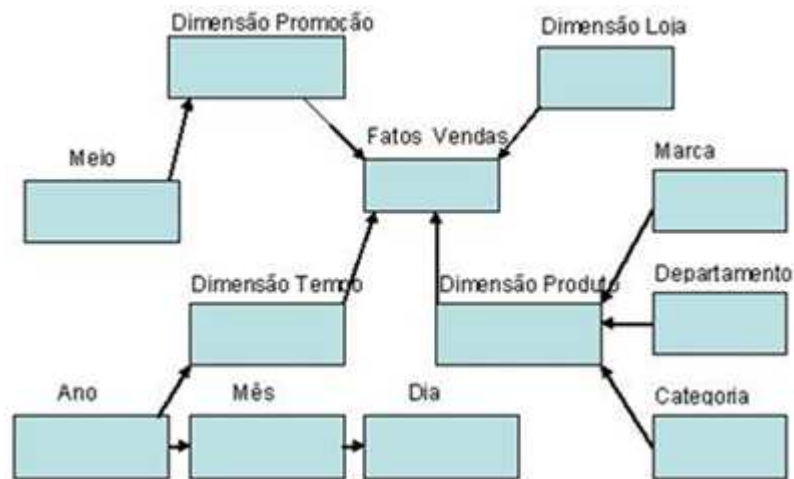 Dimensão Promoção
Dimensão Loja
Fatos Vendas
Meio
Marca
Dimensão Tempo
Dimensão Produto
Departamento
Ano
Mês
Dia
Categoria